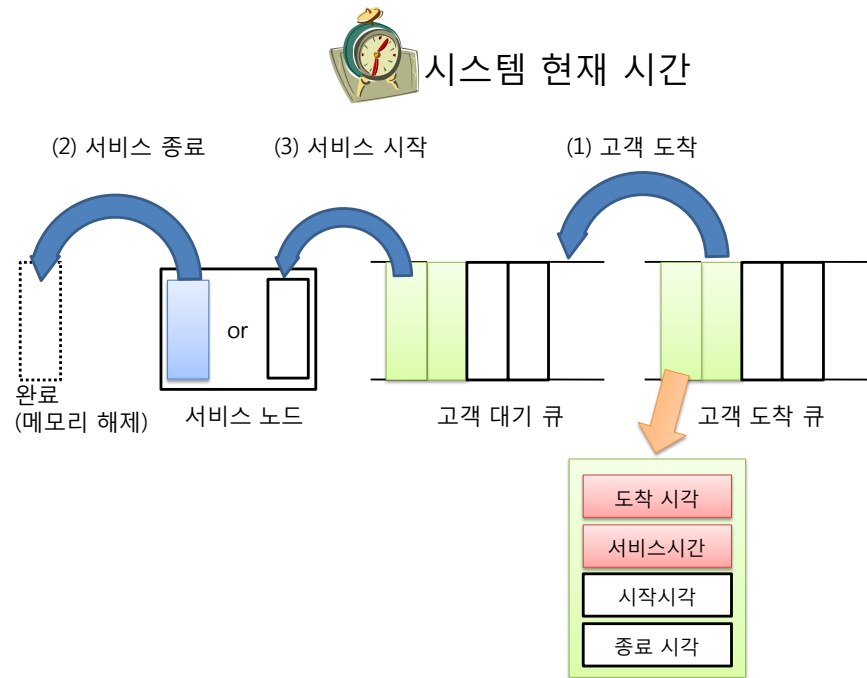 시스템 현재 시간
(2) 서비스 종료
(3) 서비스 시작
(1) 고객 도착
or
완료
(메모리 해제)
서비스 노드
고객 대기 큐
고객 도착 큐
도착 시각
서비스시간
시작시각
종료 시각